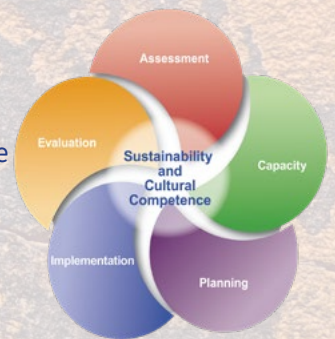 Assessment
Evaluation
e
Sustainability
and
Cultural
Competence
Capacity
Implementation
Planning